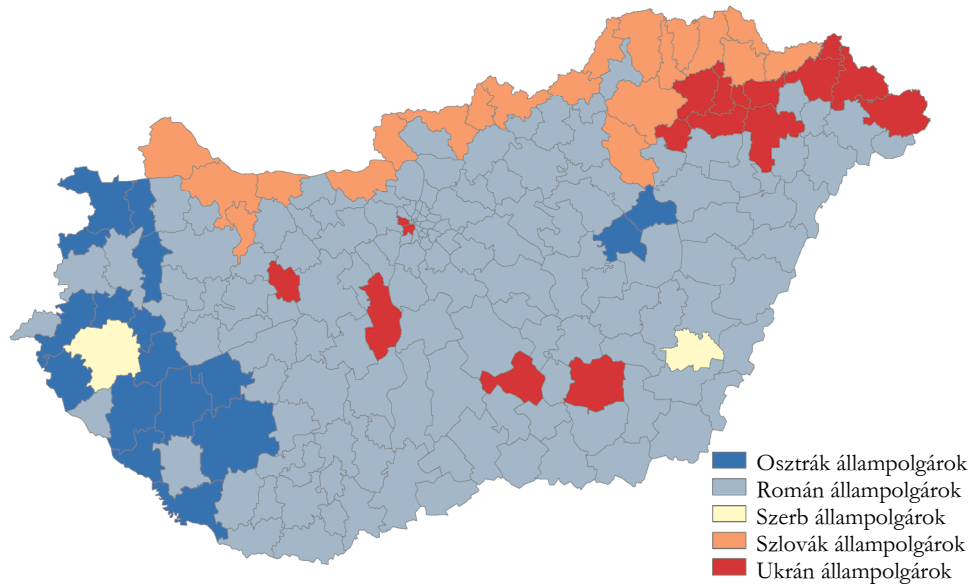 Osztrák állampolgárok
Román állampolgárok
Szerb állampolgárok
Szlovák állampolgárok
Ukrán állampolgárok